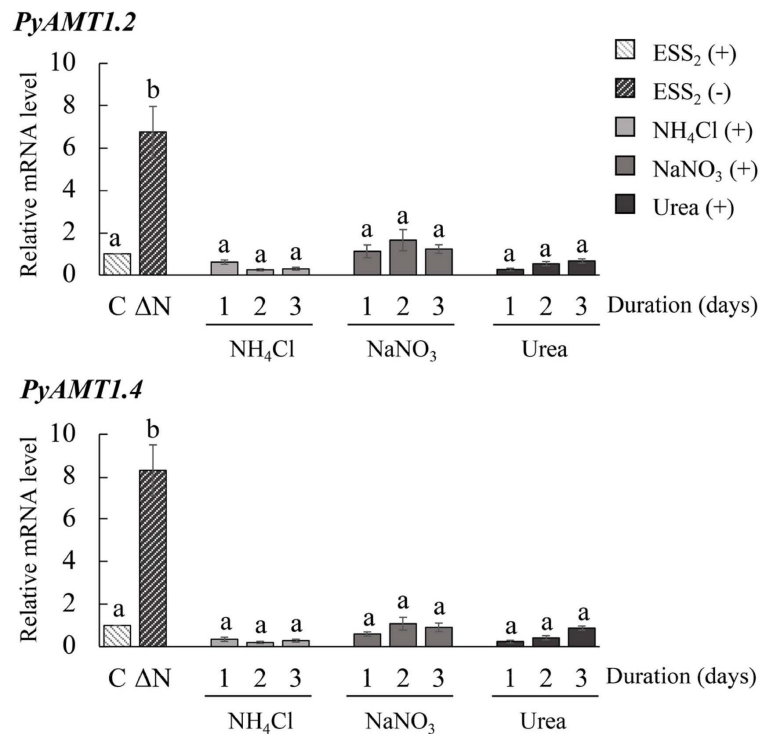 PyAMT1.2
Relative mRNA level
10
8
6
4
2
0
a b a a a a a a a a a
C ΔN 1 2 3 1 2 3 1 2 3 Duration (days)
NH₄Cl NaNO₃ Urea
ESS₂ (+)
ESS₂ (-)
NH₄Cl (+)
NaNO₃ (+)
Urea (+)
PyAMT1.4
Relative mRNA level
10
8
6
4
2
0
a b a a a a a a a a a
C ΔN 1 2 3 1 2 3 1 2 3 Duration (days)
NH₄Cl NaNO₃ Urea